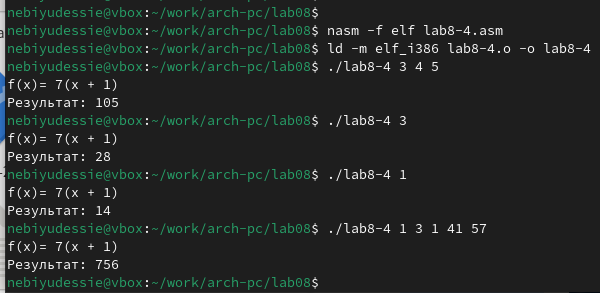 nebiyudessie@vbox:~/work/arch-pc/lab08$
nebiyudessie@vbox:~/work/arch-pc/lab08$ nasm -f elf lab8-4.asm
nebiyudessie@vbox:~/work/arch-pc/lab08$ ld -m elf_i386 lab8-4.o -o lab8-4
nebiyudessie@vbox:~/work/arch-pc/lab08$ ./lab8-4 3 4 5
f(x)= 7(x + 1)
Результат: 105
nebiyudessie@vbox:~/work/arch-pc/lab08$ ./lab8-4 3
f(x)= 7(x + 1)
Результат: 28
nebiyudessie@vbox:~/work/arch-pc/lab08$ ./lab8-4 1
f(x)= 7(x + 1)
Результат: 14
nebiyudessie@vbox:~/work/arch-pc/lab08$ ./lab8-4 1 3 1 41 57
f(x)= 7(x + 1)
Результат: 756
nebiyudessie@vbox:~/work/arch-pc/lab08$